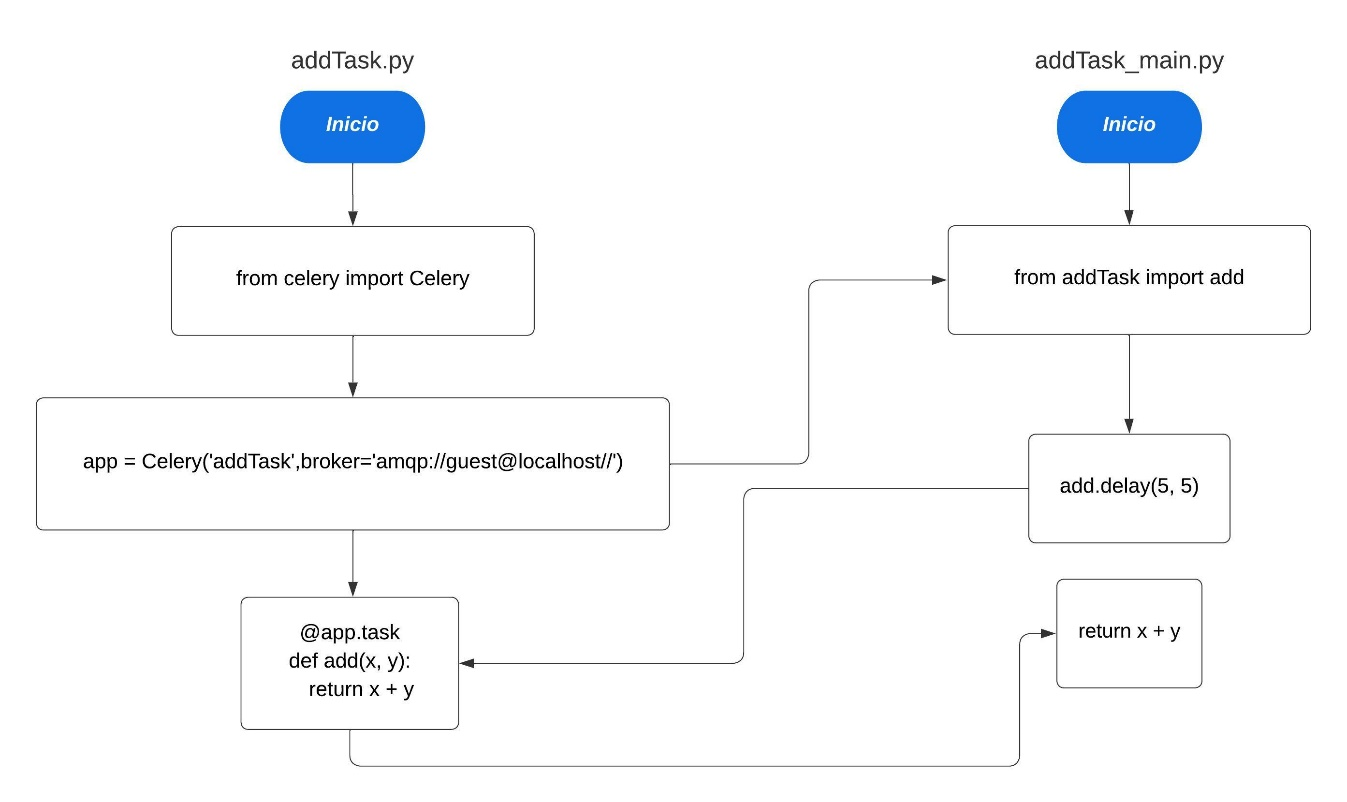 addTask.py
Inicio
from celery import Celery
app = Celery('addTask',broker='amqp://guest@localhost//')
@app.task
def add(x, y):
return x + y
addTask_main.py
Inicio
from addTask import add
add.delay(5, 5)
return x + y